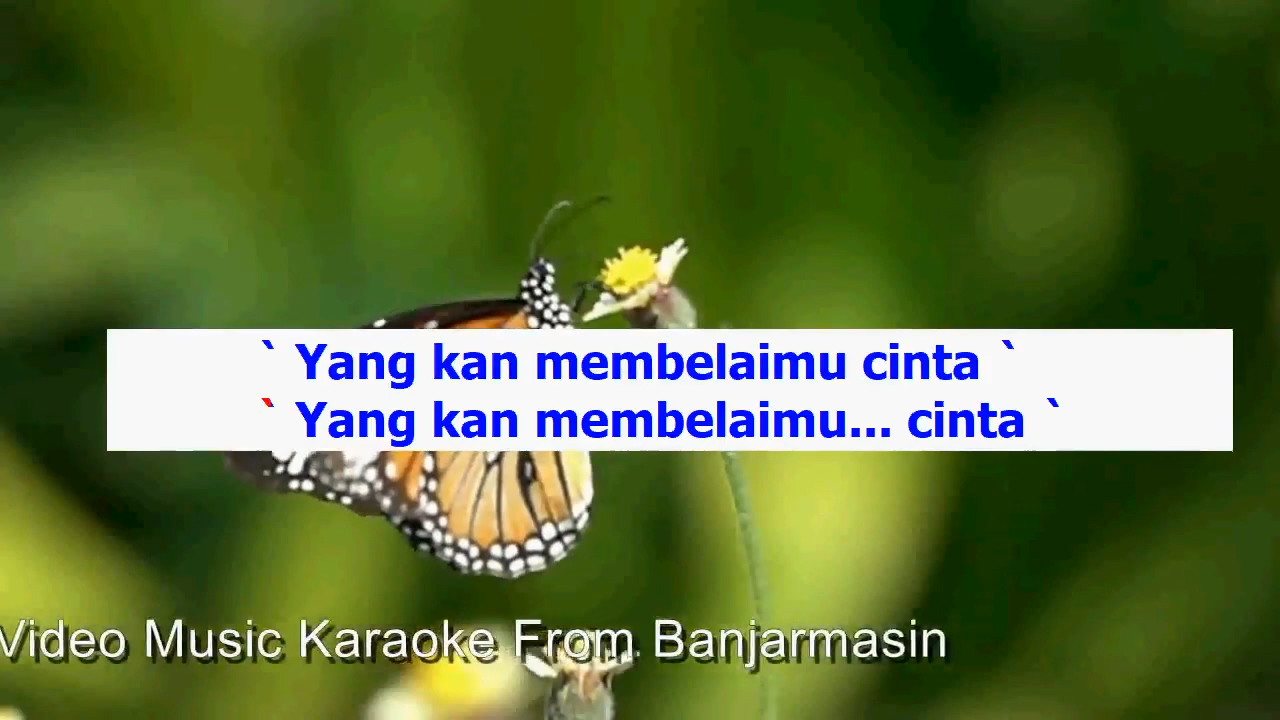 ` Yang kan membelaimu cinta `
` Yang kan membelaimu... cinta `
Video Music Karaoke From Banjarmasin